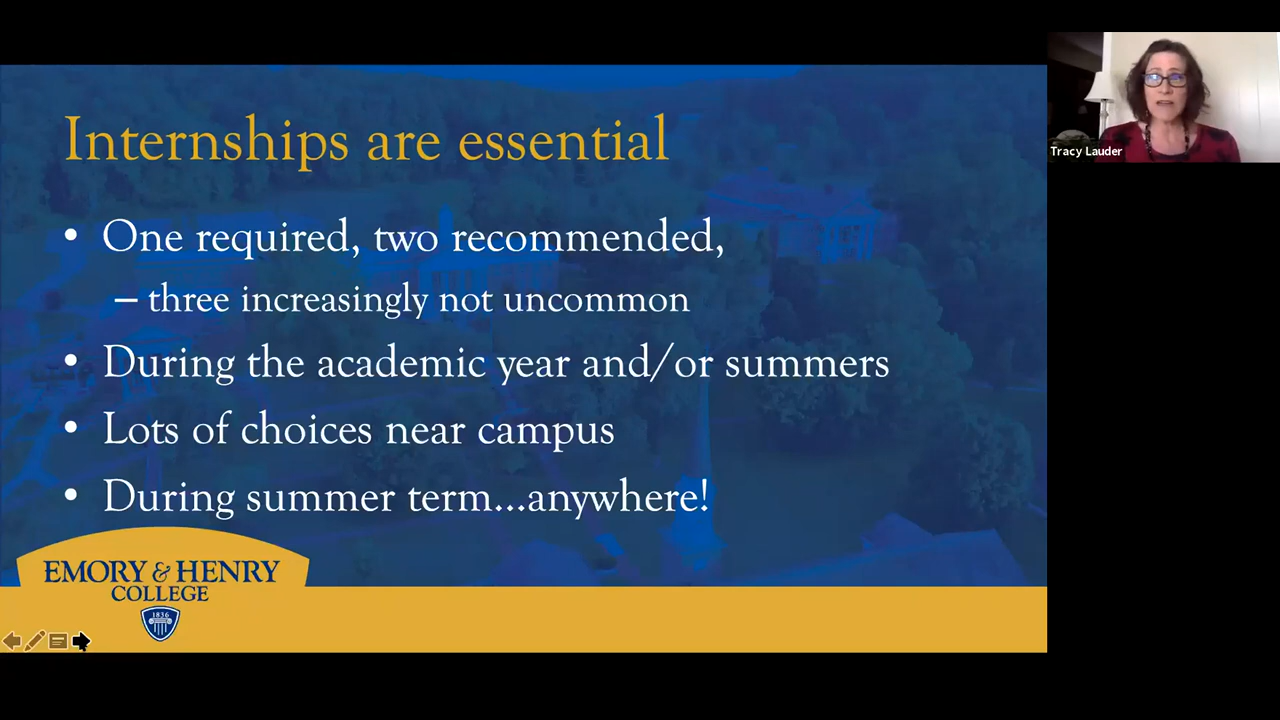 Internships are essential
• One required, two recommended,
– three increasingly not uncommon
• During the academic year and/or summers
• Lots of choices near campus
• During summer term...anywhere!
EMORY & HENRY
COLLEGE
1836
Tracy Lauder